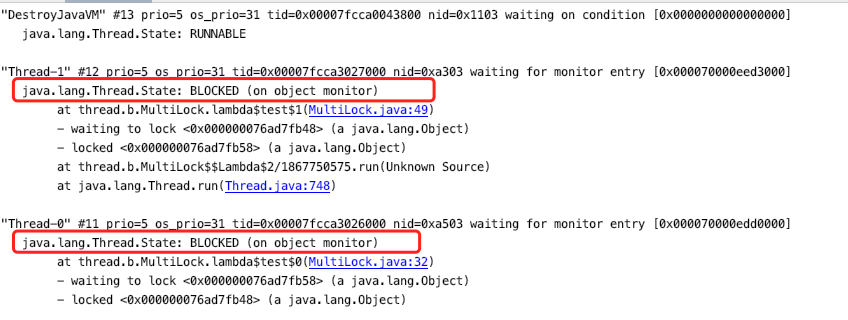 "DestroyJavaVM" #13 prio=5 os_prio=31 tid=0x00007fcca0043800 nid=0x1103 waiting on condition [0x0000000000000000]
java.lang.Thread.State: RUNNABLE
"Thread-1" #12 prio=5 os_prio=31 tid=0x00007fcca3027000 nid=0xa303 waiting for monitor entry [0x000070000eed3000]
java.lang.Thread.State: BLOCKED (on object monitor)
at thread.b.MultiLock.lambda$test$1(MultiLock.java:49)
- waiting to lock <0x000000076ad7fb48> (a java.lang.Object)
- locked <0x000000076ad7fb58> (a java.lang.Object)
at thread.b.MultiLock$$Lambda$2/1867750575.run(Unknown Source)
at java.lang.Thread.run(Thread.java:748)
"Thread-0" #11 prio=5 os_prio=31 tid=0x00007fcca3026000 nid=0xa503 waiting for monitor entry [0x000070000edd0000]
java.lang.Thread.State: BLOCKED (on object monitor)
at thread.b.MultiLock.lambda$test$0(MultiLock.java:32)
- waiting to lock <0x000000076ad7fb58> (a java.lang.Object)
- locked <0x000000076ad7fb48> (a java.lang.Object)